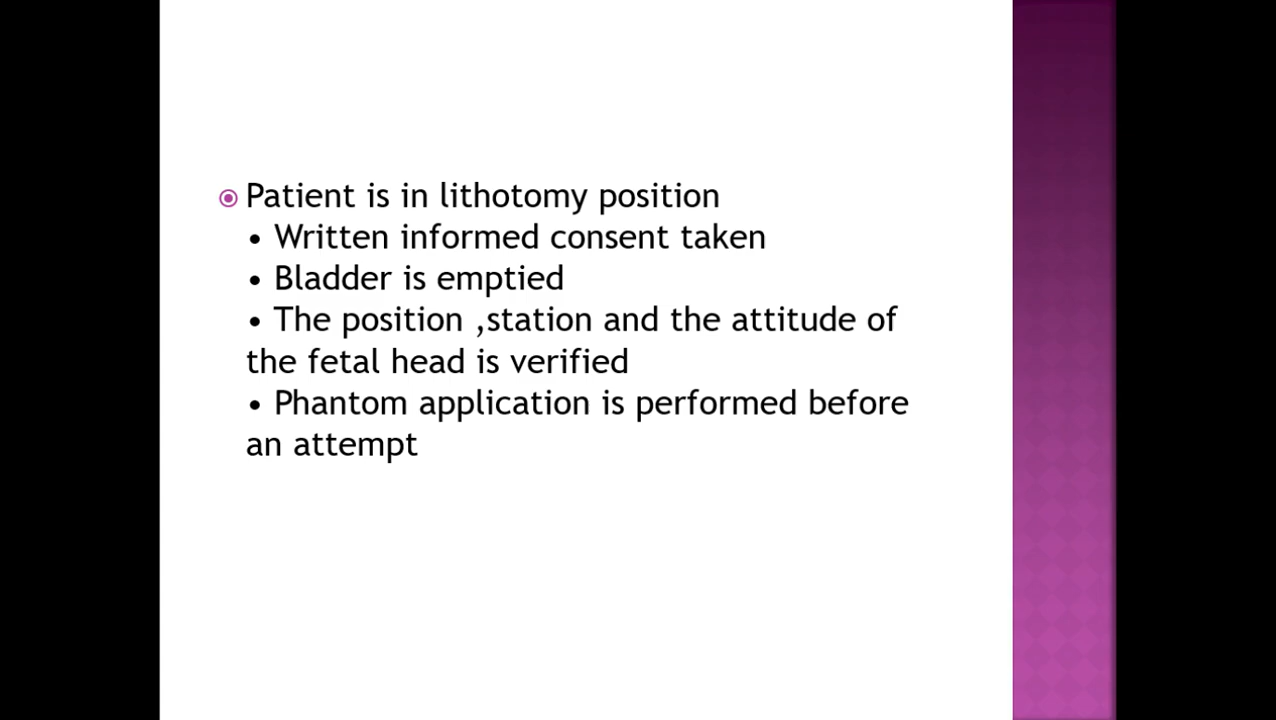 Patient is in lithotomy position
• Written informed consent taken
• Bladder is emptied
• The position ,station and the attitude of
the fetal head is verified
• Phantom application is performed before
an attempt